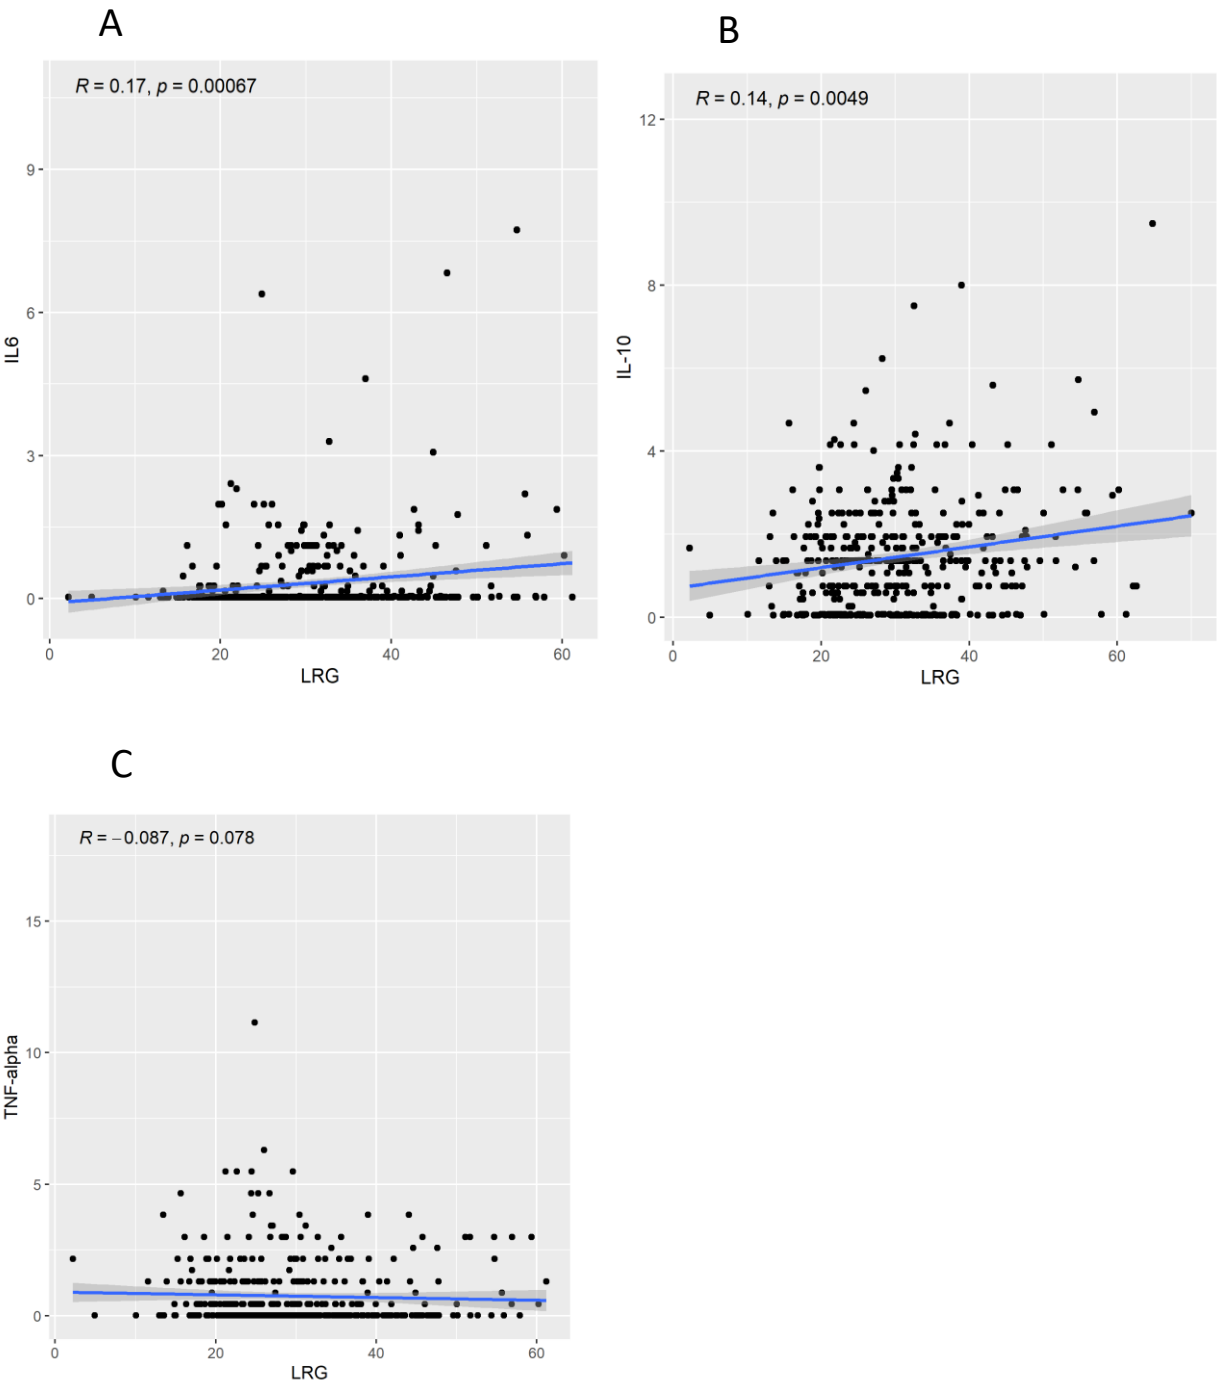 A
R = 0.17, p = 0.00067
9
6
3
0
IL6
0 20 40 60
LRG
B
R = 0.14, p = 0.0049
12
8
4
0
IL-10
0 20 40 60
LRG
C
R = −0.087, p = 0.078
15
10
5
0
TNF-alpha
0 20 40 60
LRG